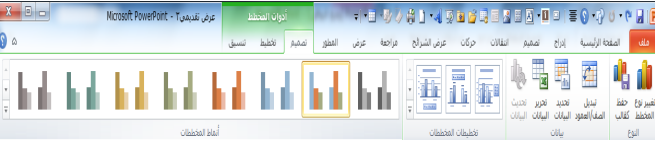 عرض تقديمي٢ - Microsoft PowerPoint
أدوات المخطط
ملف الصفحة الرئيسية إدراج تصميم انتقالات حركات عرض الشرائح مراجعة عرض المطور تصميم تخطيط تنسيق
تغيير نوع المخطط
حفظ كقالب
تبديل الصف/العمود
تحديد البيانات
تحرير البيانات
تحديث البيانات
النوع
بيانات
تخطيطات المخططات
أنماط المخططات